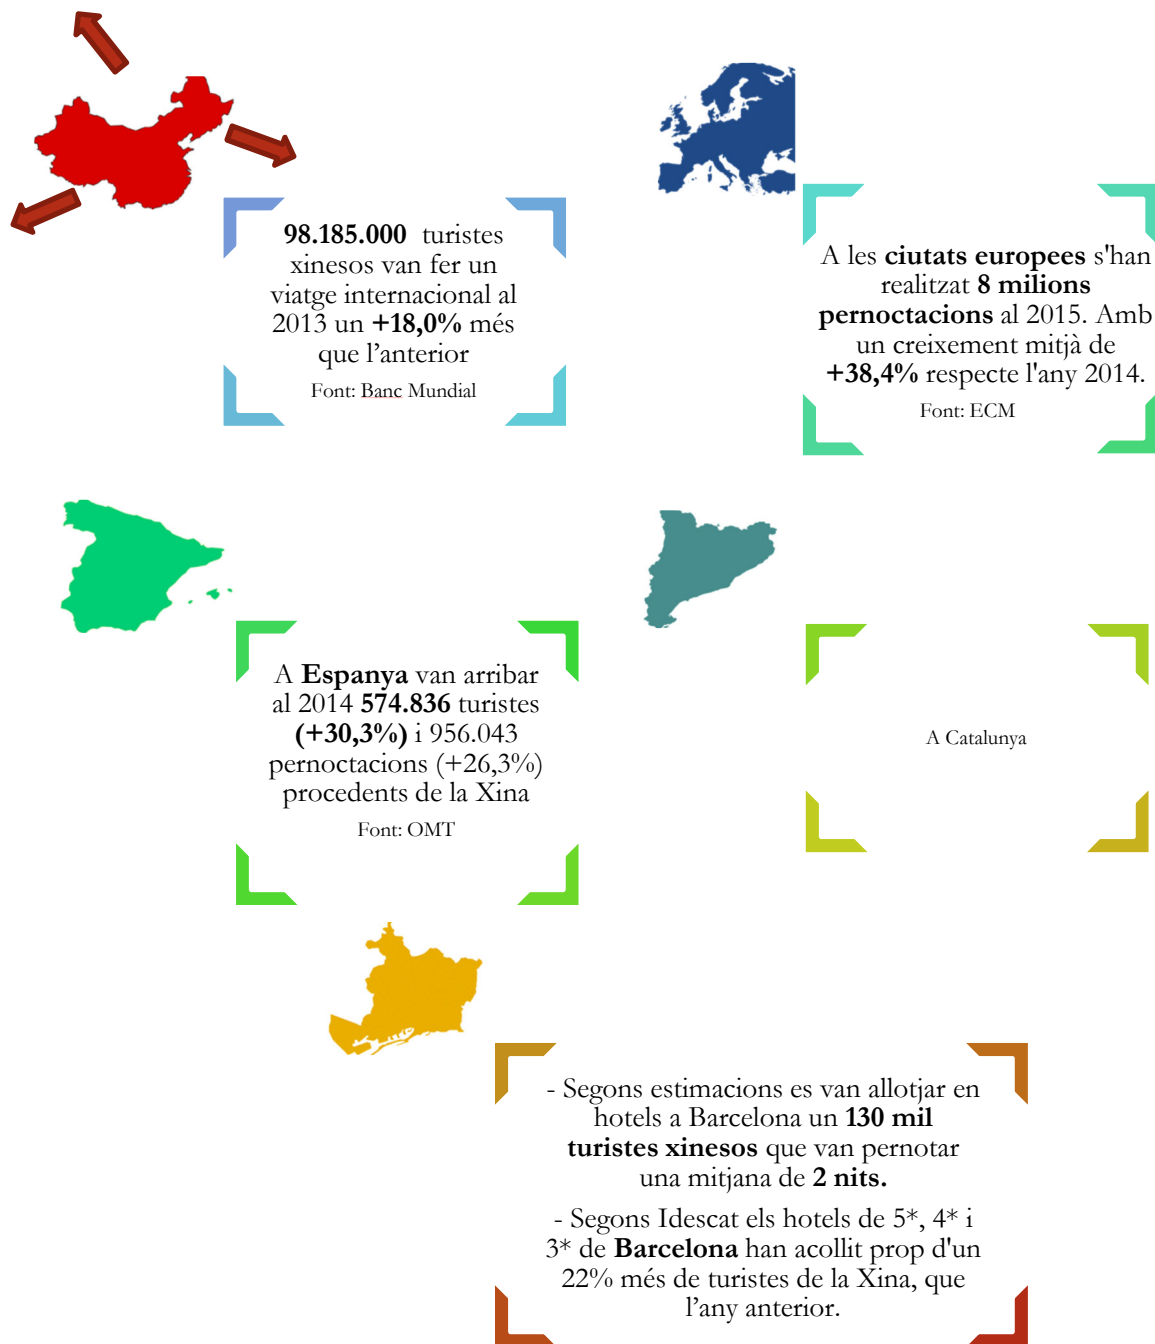 98.185.000 turistes
xinesos van fer un
viatge internacional al
2013 un +18,0% més
que l’anterior
Font: Banc Mundial
A les ciutats europees s'han
realitzat 8 milions
pernoctacions al 2015. Amb
un creixement mitjà de
+38,4% respecte l'any 2014.
Font: ECM
A Espanya van arribar
al 2014 574.836 turistes
(+30,3%) i 956.043
pernoctacions (+26,3%)
procedents de la Xina
Font: OMT
A Catalunya
- Segons estimacions es van allotjar en
hotels a Barcelona un 130 mil
turistes xinesos que van pernotar
una mitjana de 2 nits.
- Segons Idescat els hotels de 5*, 4* i
3* de Barcelona han acollit prop d'un
22% més de turistes de la Xina, que
l’any anterior.